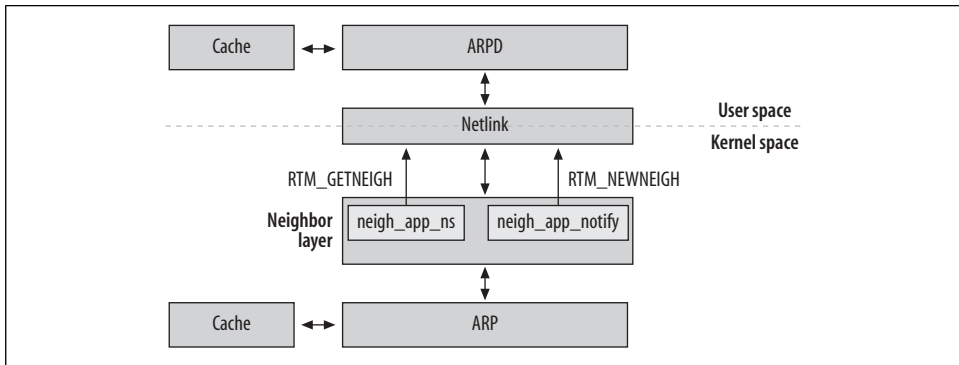 Cache
ARPD
User space
Netlink
Kernel space
RTM_GETNEIGH
RTM_NEWNEIGH
Neighbor
layer
neigh_app_ns
neigh_app_notify
Cache
ARP